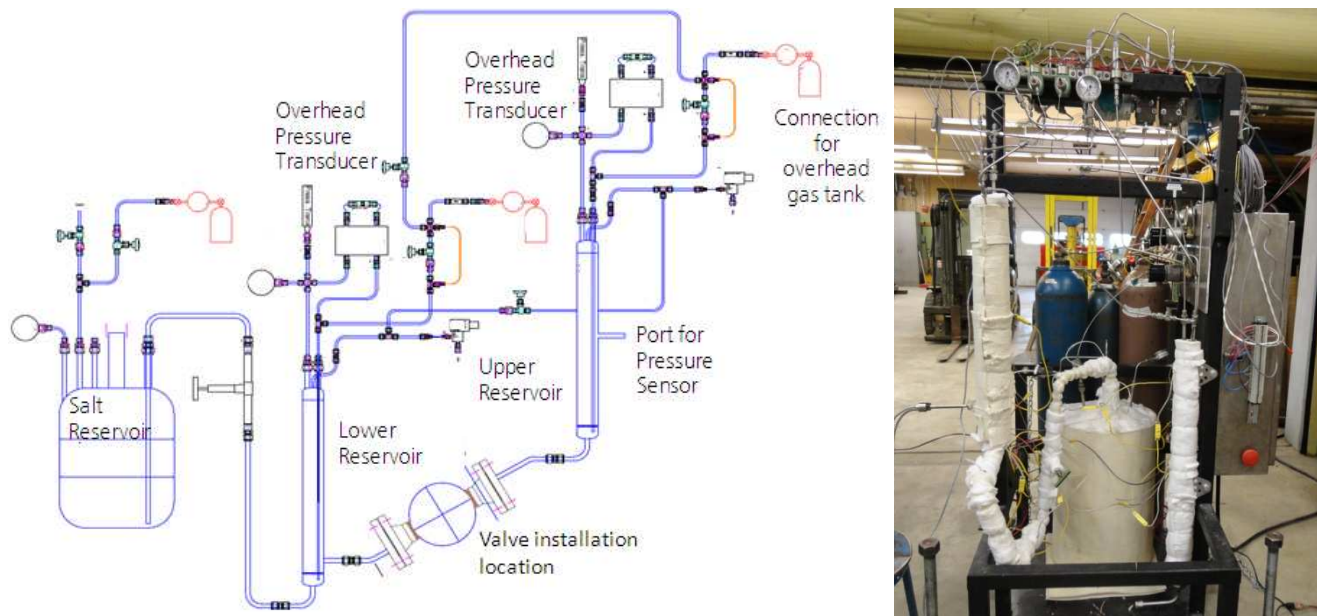 Overhead
Pressure
Transducer
Overhead
Pressure
Transducer
Connection
for
overhead
gas tank
Salt
Reservoir
Lower
Reservoir
Upper
Reservoir
Port for
Pressure
Sensor
Valve installation
location